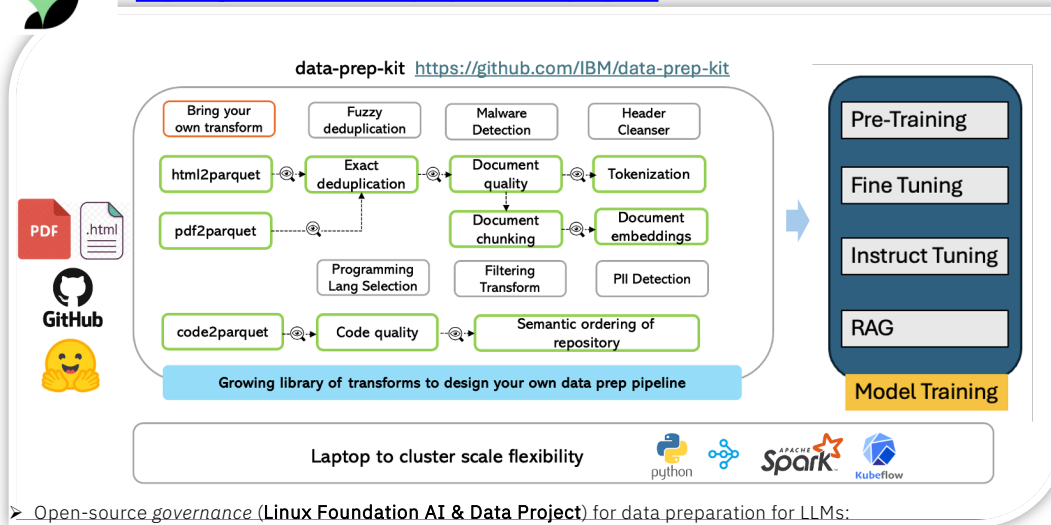 data-prep-kit https://github.com/IBM/data-prep-kit
Bring your
own transform
Fuzzy
deduplication
Malware
Detection
Header
Cleanser
html2parquet
Exact
deduplication
Document
quality
Tokenization
pdf2parquet
Document
chunking
Document
embeddings
Programming
Lang Selection
Filtering
Transform
PII Detection
code2parquet
Code quality
Semantic ordering of
repository
Growing library of transforms to design your own data prep pipeline
PDF
.html
GitHub
Pre-Training
Fine Tuning
Instruct Tuning
RAG
Model Training
Laptop to cluster scale flexibility
python
APACHE
Spark
Kubeflow
➢ Open-source governance (Linux Foundation AI & Data Project) for data preparation for LLMs: